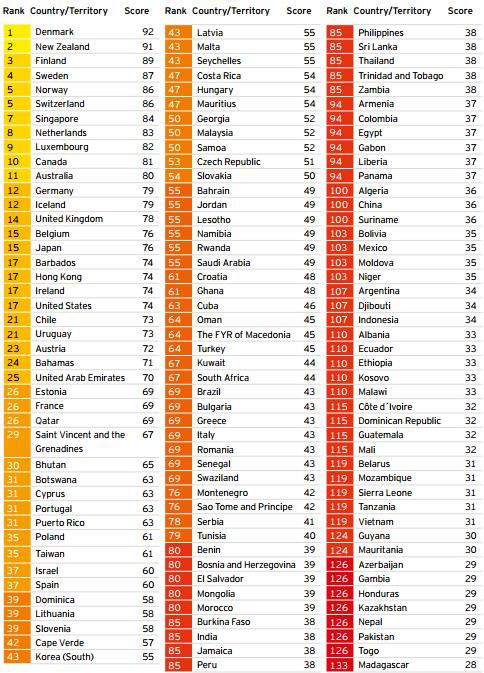 Rank Country/Territory Score
1 Denmark 92
2 New Zealand 91
3 Finland 89
4 Sweden 87
5 Norway 86
5 Switzerland 86
7 Singapore 84
8 Netherlands 83
9 Luxembourg 82
10 Canada 81
11 Australia 80
12 Germany 79
12 Iceland 79
14 United Kingdom 78
15 Belgium 76
15 Japan 76
17 Barbados 74
17 Hong Kong 74
17 Ireland 74
17 United States 74
21 Chile 73
21 Uruguay 73
23 Austria 72
24 Bahamas 71
25 United Arab Emirates 70
26 Estonia 69
26 France 69
26 Qatar 69
29 Saint Vincent and the 67
Grenadines
30 Bhutan 65
31 Botswana 63
31 Cyprus 63
31 Portugal 63
31 Puerto Rico 63
35 Poland 61
35 Taiwan 61
37 Israel 60
37 Spain 60
39 Dominica 58
39 Lithuania 58
39 Slovenia 58
42 Cape Verde 57
43 Korea (South) 55
Rank Country/Territory Score
43 Latvia 55
43 Malta 55
43 Seychelles 55
47 Costa Rica 54
47 Hungary 54
47 Mauritius 54
50 Georgia 52
50 Malaysia 52
50 Samoa 52
53 Czech Republic 51
54 Slovakia 50
55 Bahrain 49
55 Jordan 49
55 Lesotho 49
55 Namibia 49
55 Rwanda 49
55 Saudi Arabia 49
61 Croatia 48
61 Ghana 48
63 Cuba 46
64 Oman 45
64 The FYR of Macedonia 45
64 Turkey 45
67 Kuwait 44
67 South Africa 44
69 Brazil 43
69 Bulgaria 43
69 Greece 43
69 Italy 43
69 Romania 43
69 Senegal 43
69 Swaziland 43
76 Montenegro 42
76 Sao Tome and Principe 42
78 Serbia 41
79 Tunisia 40
80 Benin 39
80 Bosnia and Herzegovina 39
80 El Salvador 39
80 Mongolia 39
80 Morocco 39
85 Burkina Faso 38
85 India 38
85 Jamaica 38
85 Peru 38
Rank Country/Territory Score
85 Philippines 38
85 Sri Lanka 38
85 Thailand 38
85 Trinidad and Tobago 38
85 Zambia 38
94 Armenia 37
94 Colombia 37
94 Egypt 37
94 Gabon 37
94 Liberia 37
94 Panama 37
100 Algeria 36
100 China 36
100 Suriname 36
103 Bolivia 35
103 Mexico 35
103 Moldova 35
103 Niger 35
107 Argentina 34
107 Djibouti 34
107 Indonesia 34
110 Albania 33
110 Ecuador 33
110 Ethiopia 33
110 Kosovo 33
110 Malawi 33
115 Côte d´Ivoire 32
115 Dominican Republic 32
115 Guatemala 32
115 Mali 32
119 Belarus 31
119 Mozambique 31
119 Sierra Leone 31
119 Tanzania 31
119 Vietnam 31
124 Guyana 30
124 Mauritania 30
126 Azerbaijan 29
126 Gambia 29
126 Honduras 29
126 Kazakhstan 29
126 Nepal 29
126 Pakistan 29
126 Togo 29
133 Madagascar 28